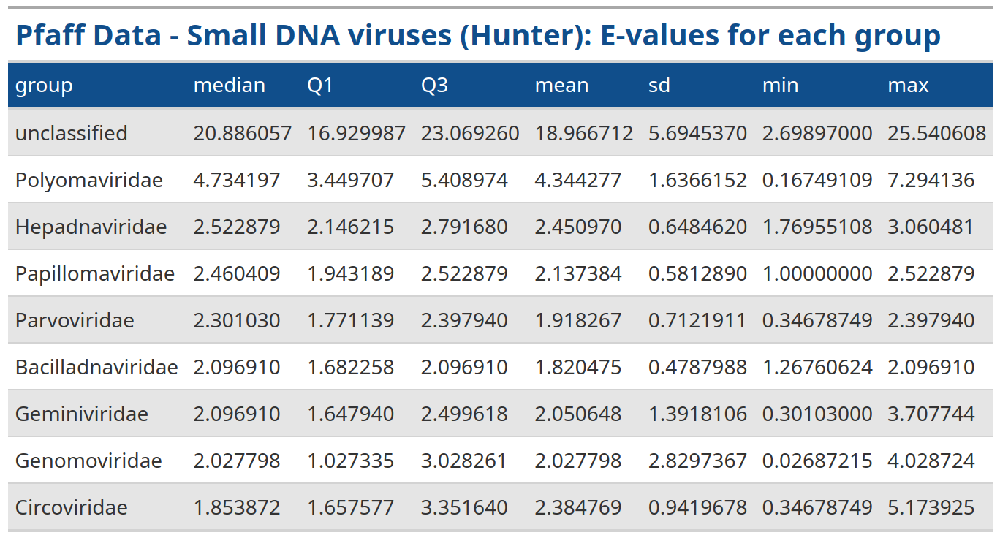 Pfaff Data - Small DNA viruses (Hunter): E-values for each group
group median Q1 Q3 mean sd min max
unclassified 20.886057 16.929987 23.069260 18.966712 5.6945370 2.69897000 25.540608
Polyomaviridae 4.734197 3.449707 5.408974 4.344277 1.6366152 0.16749109 7.294136
Hepadnaviridae 2.522879 2.146215 2.791680 2.450970 0.6484620 1.76955108 3.060481
Papillomaviridae 2.460409 1.943189 2.522879 2.137384 0.5812890 1.00000000 2.522879
Parvoviridae 2.301030 1.771139 2.397940 1.918267 0.7121911 0.34678749 2.397940
Bacilladnaviridae 2.096910 1.682258 2.096910 1.820475 0.4787988 1.26760624 2.096910
Geminiviridae 2.096910 1.647940 2.499618 2.050648 1.3918106 0.30103000 3.707744
Genomoviridae 2.027798 1.027335 3.028261 2.027798 2.8297367 0.02687215 4.028724
Circoviridae 1.853872 1.657577 3.351640 2.384769 0.9419678 0.34678749 5.173925